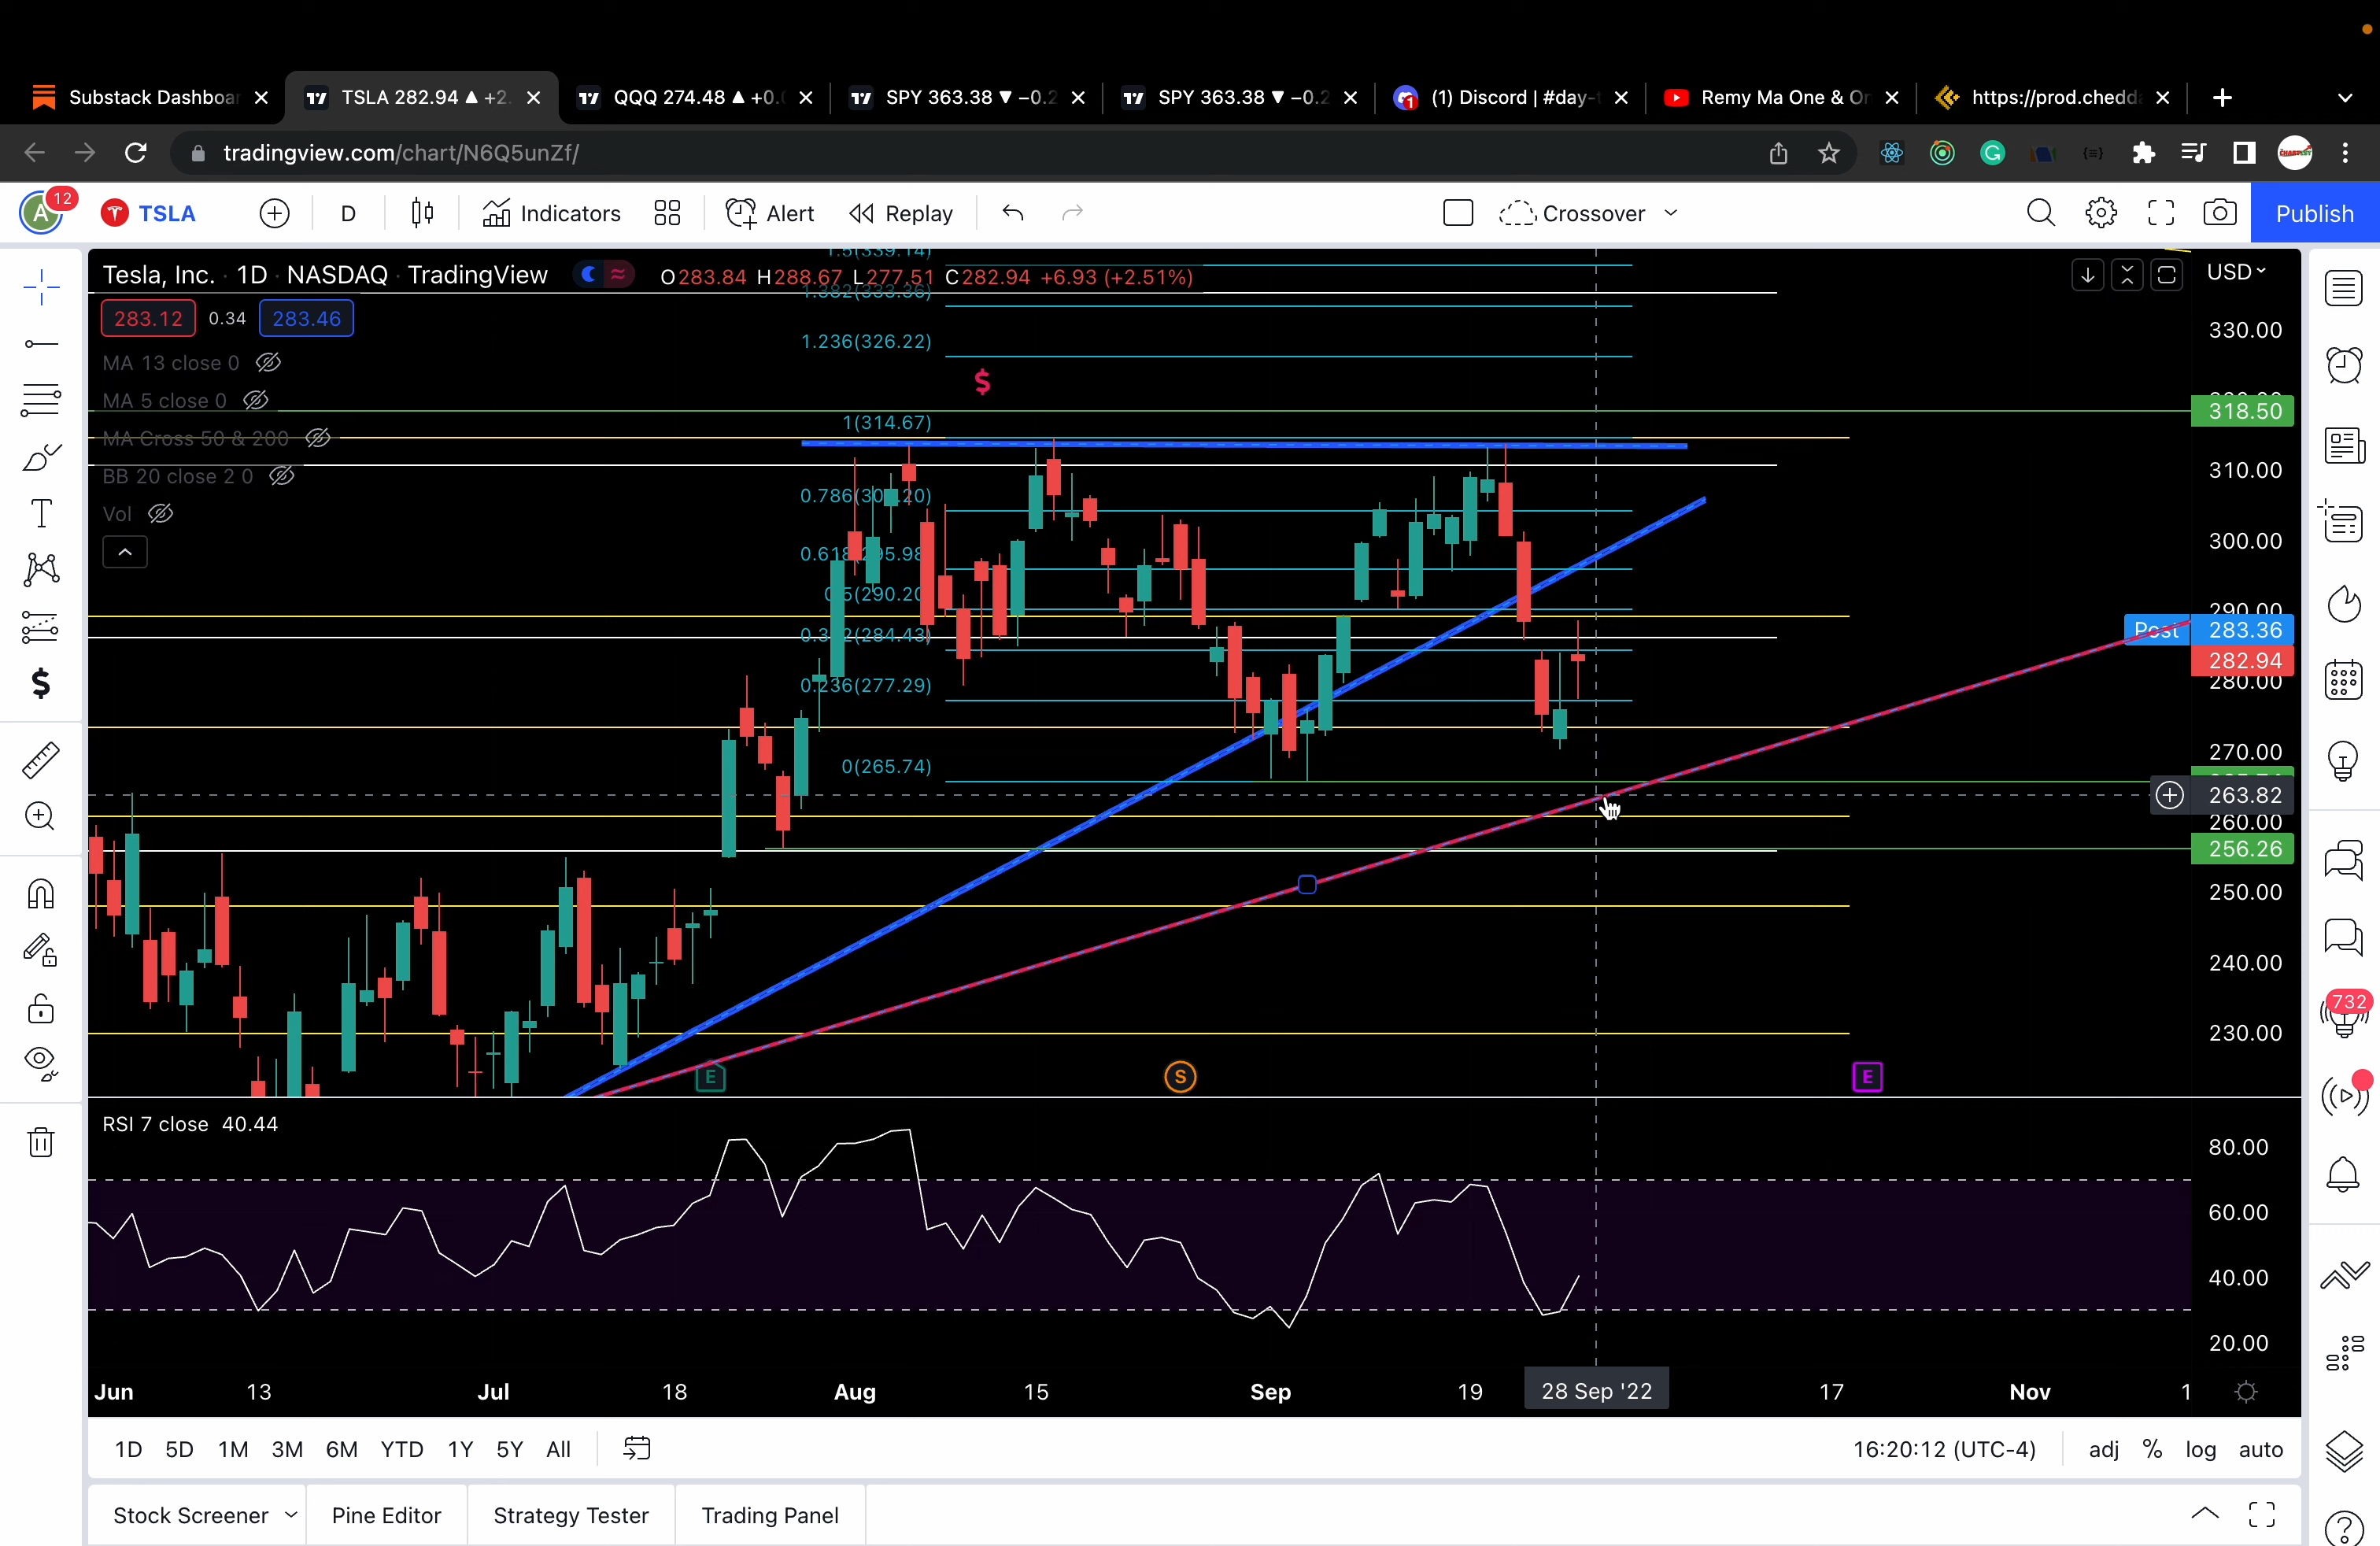 Substack Dashboar
TSLA 282.94 ▲ +2.
QQQ 274.48 ▲ +0.
SPY 363.38 ▼ −0.2
SPY 363.38 ▼ −0.2
(1) Discord | #day-
Remy Ma One & O
https://prod.chedd
tradingview.com/chart/N6Q5unZf/
A 12
TSLA
D
Indicators
Alert
Replay
Crossover
Publish
1.5(339.14)
Tesla, Inc. · 1D · NASDAQ · TradingView
O283.84 H288.67 L277.51 C282.94 +6.93 (+2.51%)
USD
1.382(333.36)
283.12 0.34 283.46
330.00
1.236(326.22)
MA 13 close 0
$
MA 5 close 0
318.50
1(314.67)
MA Cross 50 & 200
310.00
BB 20 close 2 0
Vol
300.00
290.00
0.236(277.29)
Post 283.36
282.94
280.00
270.00
0(265.74)
263.82
260.00
256.26
250.00
240.00
230.00
E
S
E
732
RSI 7 close 40.44
80.00
60.00
40.00
20.00
Jun 13 Jul 18 Aug 15 Sep 19 28 Sep '22 17 Nov 1
1D 5D 1M 3M 6M YTD 1Y 5Y All
16:20:12 (UTC-4)
adj % log auto
Stock Screener
Pine Editor
Strategy Tester
Trading Panel